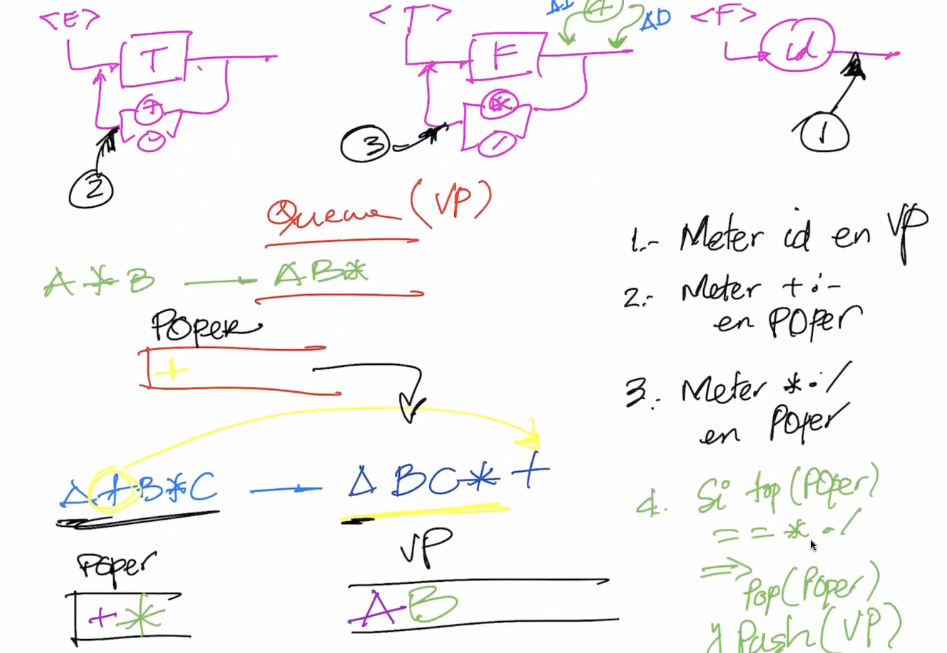 <E>
T
+
-
2
<T>
F
*
/
3
4
ΔD
<F>
id
1
Queue (VP)
A * B → AB*
POper
+
A + B * C → A B C * +
POper
+ *
VP
A B
1.- Meter id en VP
2.- Meter + ó -
en POper
3. Meter * ó /
en POper
4. Si top (POper)
== * ó /
⇒ Pop(POper)
y Push(VP)